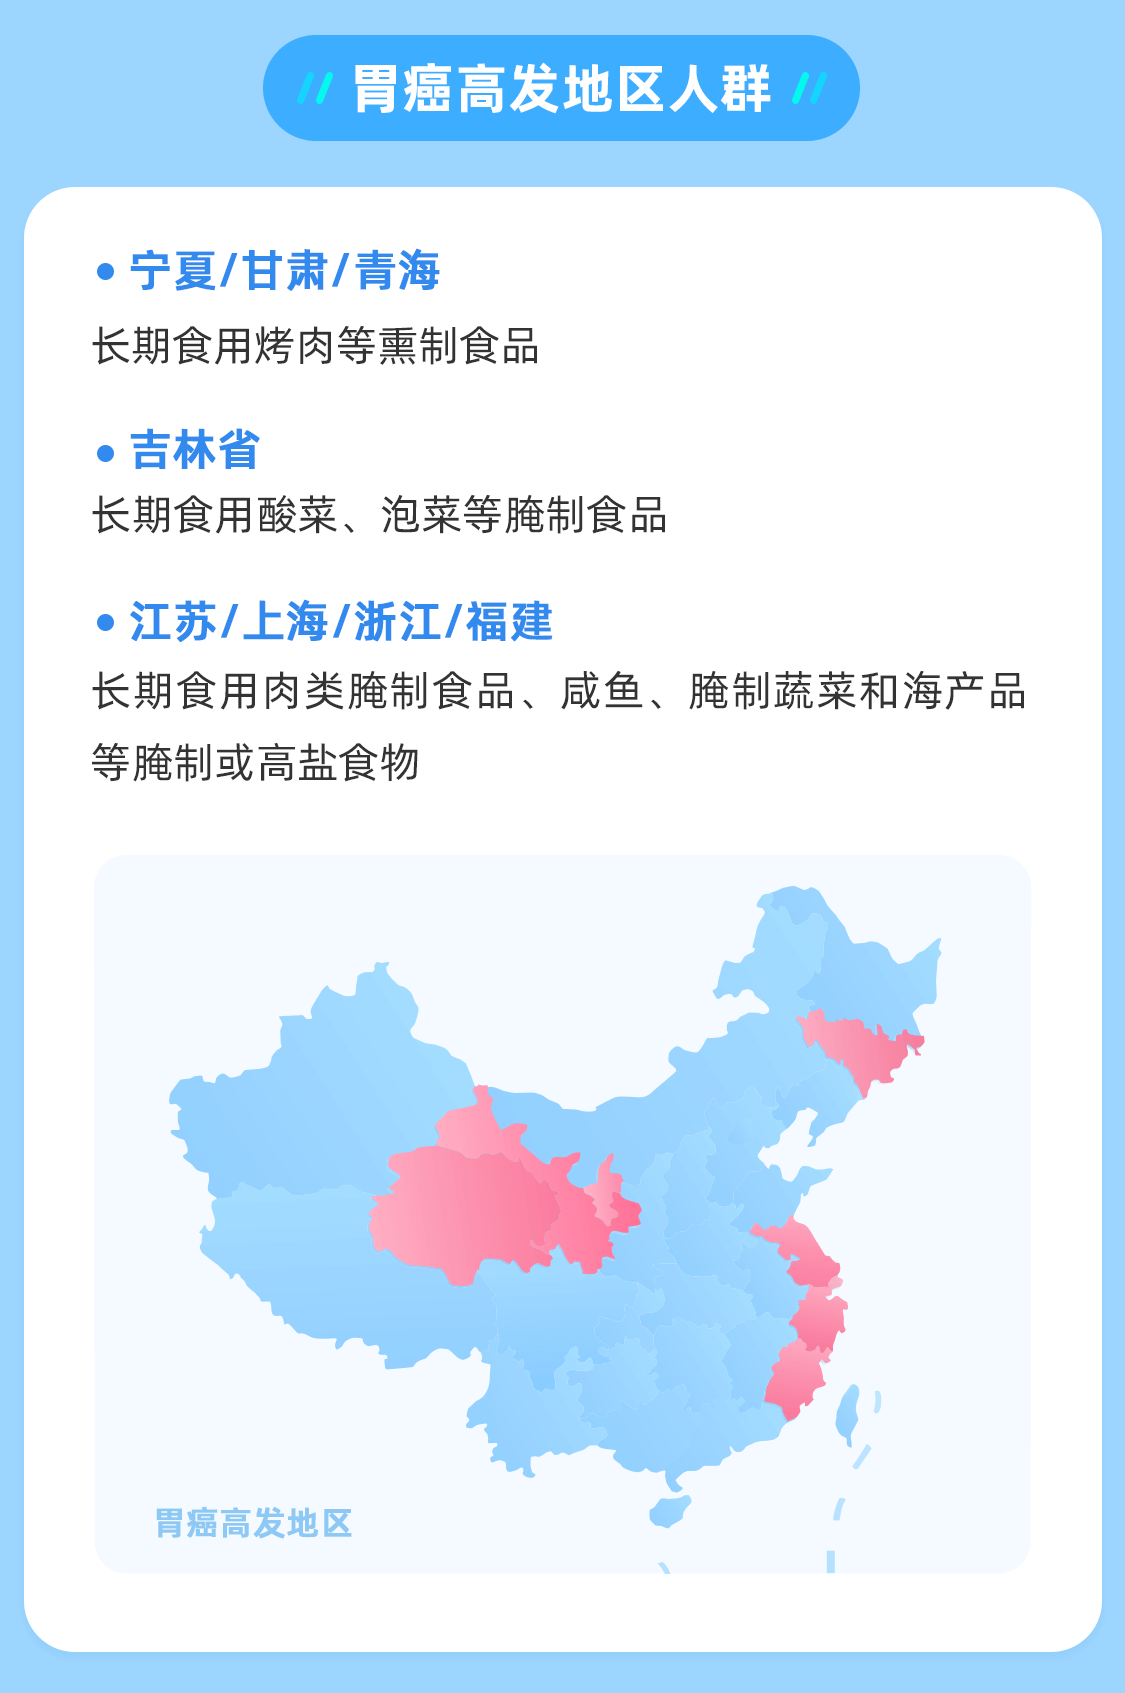 胃癌高发地区人群
宁夏/甘肃/青海
长期食用烤肉等熏制食品
吉林省
长期食用酸菜、泡菜等腌制食品
江苏/上海/浙江/福建
长期食用肉类腌制食品、咸鱼、腌制蔬菜和海产品
等腌制或高盐食物
胃癌高发地区